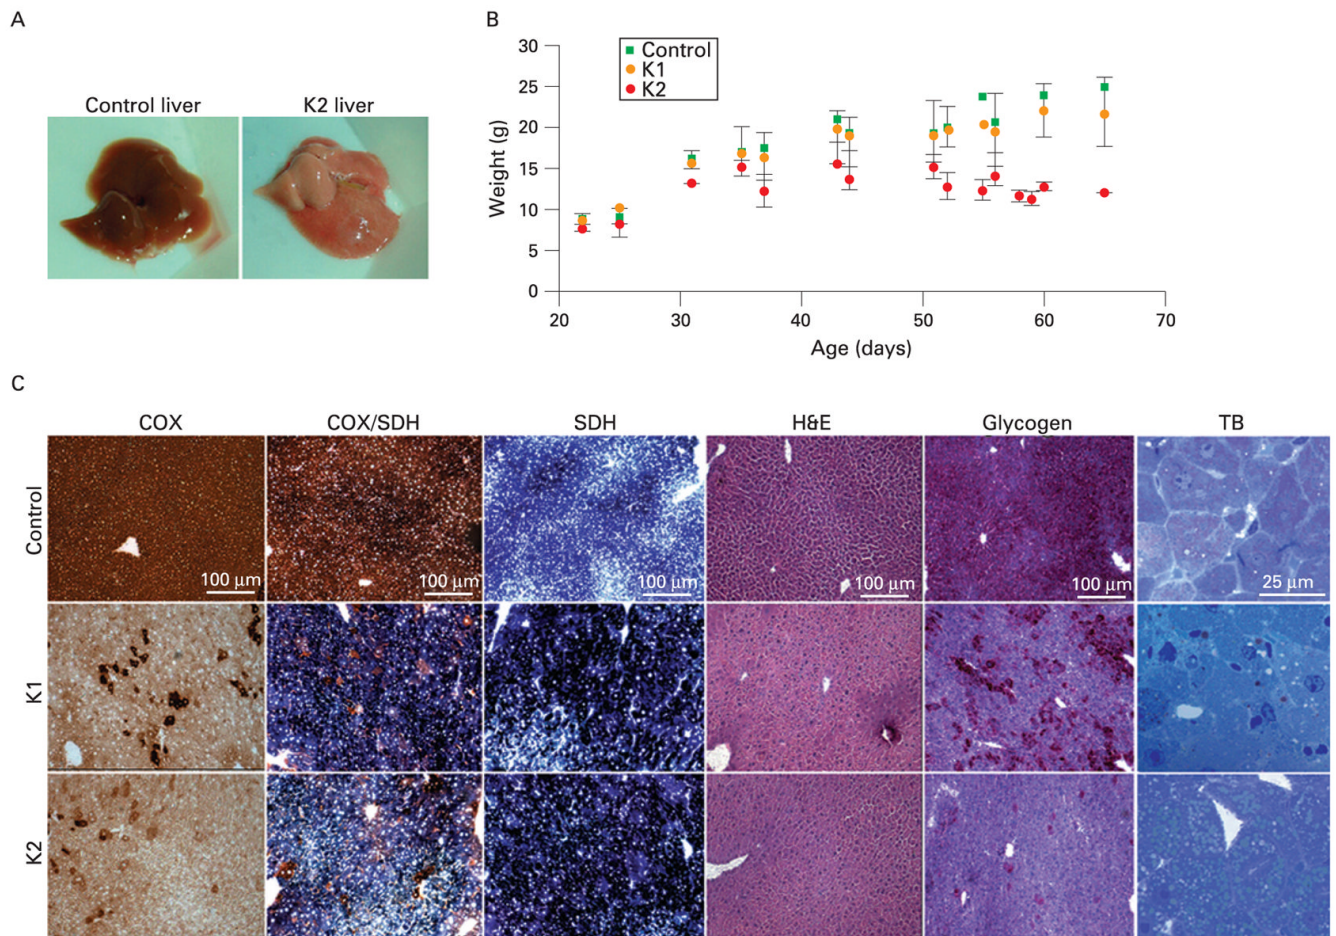 A
B
Control liver
K2 liver
Control
K1
K2
30
25
20
15
10
5
0
Weight (g)
20
30
40
50
60
70
Age (days)
C
COX
COX/SDH
SDH
H&E
Glycogen
TB
Control
100 μm
100 μm
100 μm
100 μm
100 μm
25 μm
K1
K2